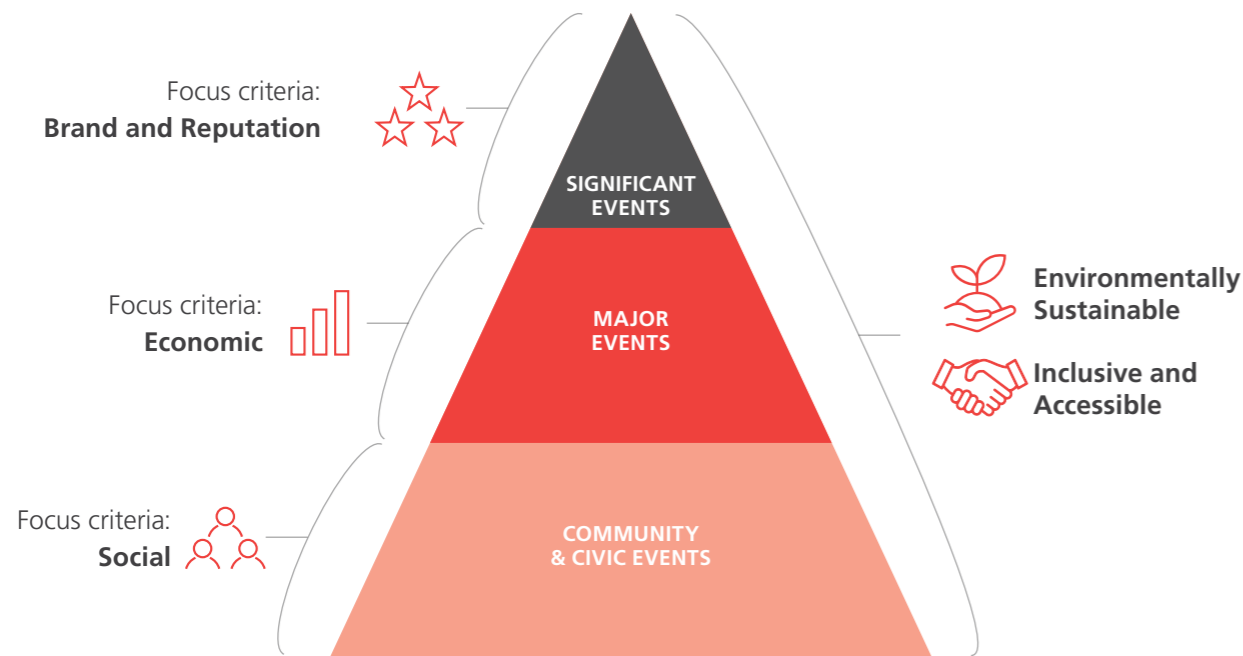 Focus criteria:
Brand and Reputation
SIGNIFICANT
EVENTS
Focus criteria:
Economic
MAJOR
EVENTS
Environmentally
Sustainable
Inclusive and
Accessible
Focus criteria:
Social
COMMUNITY
& CIVIC EVENTS